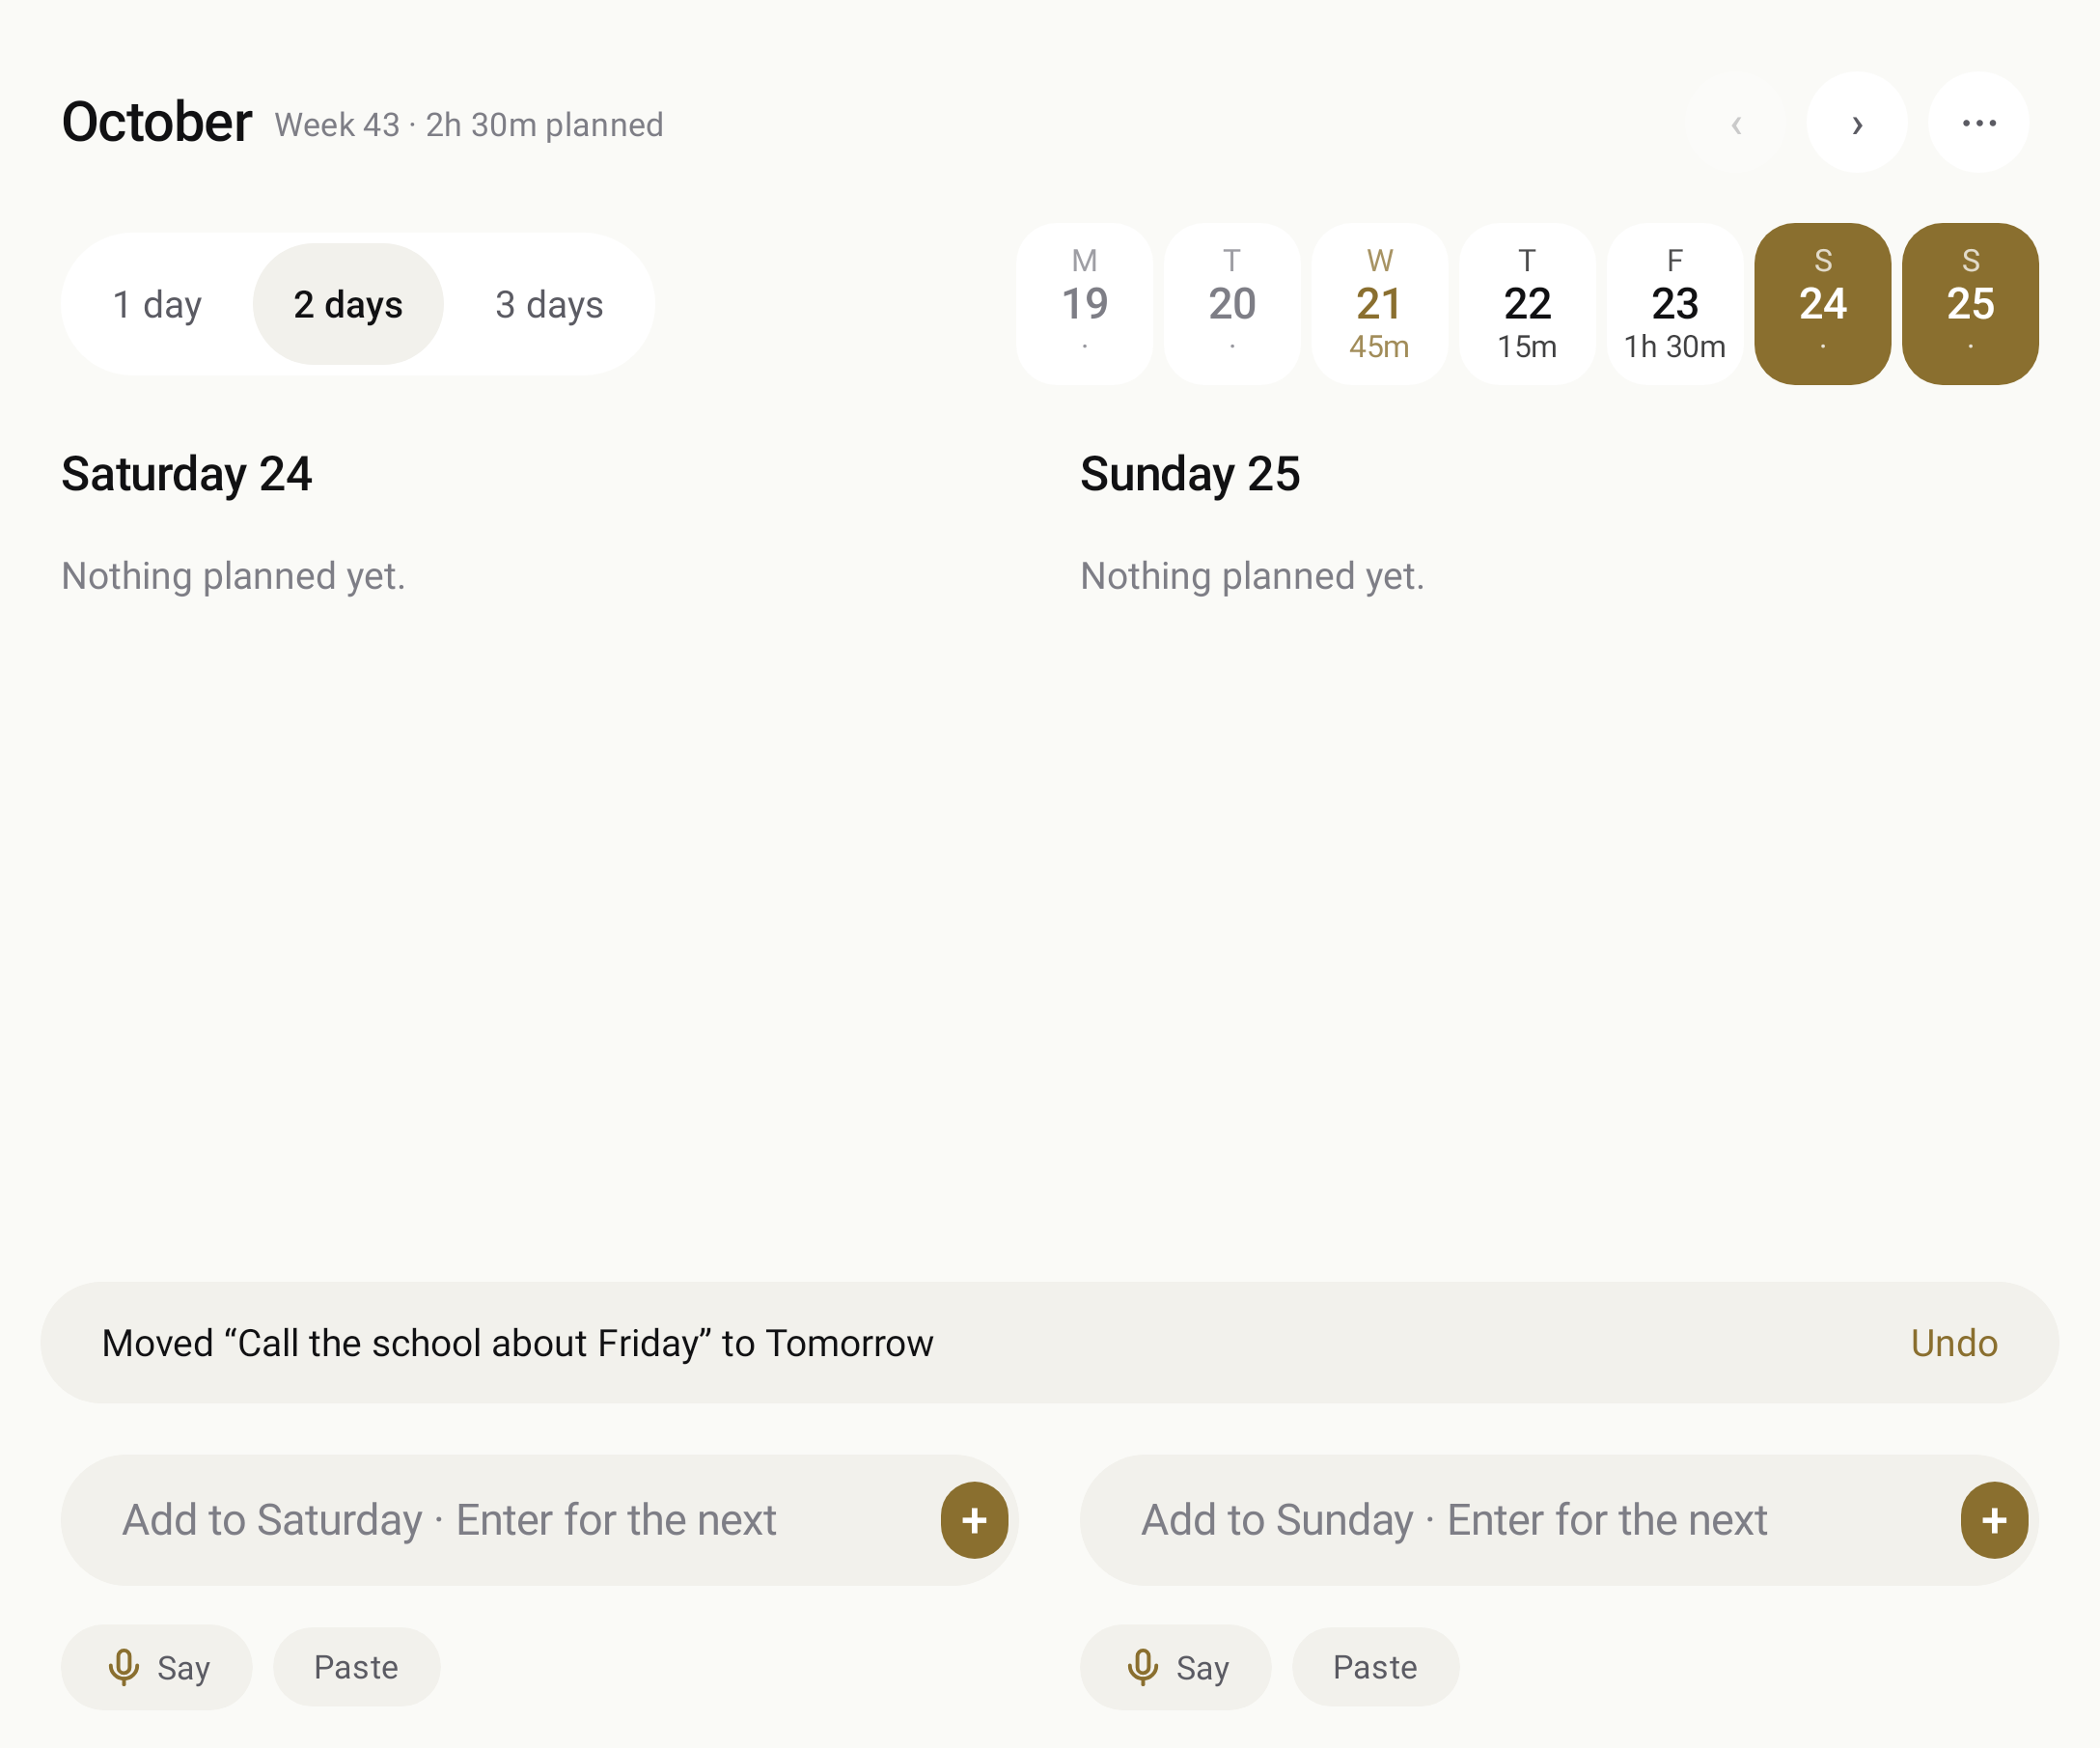 October Week 43 · 2h 30m planned
‹ › ···
1 day 2 days 3 days
M T W T F S S
19 20 21 22 23 24 25
· · 45m 15m 1h 30m · ·
Saturday 24
Nothing planned yet.
Sunday 25
Nothing planned yet.
Moved “Call the school about Friday” to Tomorrow Undo
Add to Saturday · Enter for the next +
Say Paste
Add to Sunday · Enter for the next +
Say Paste